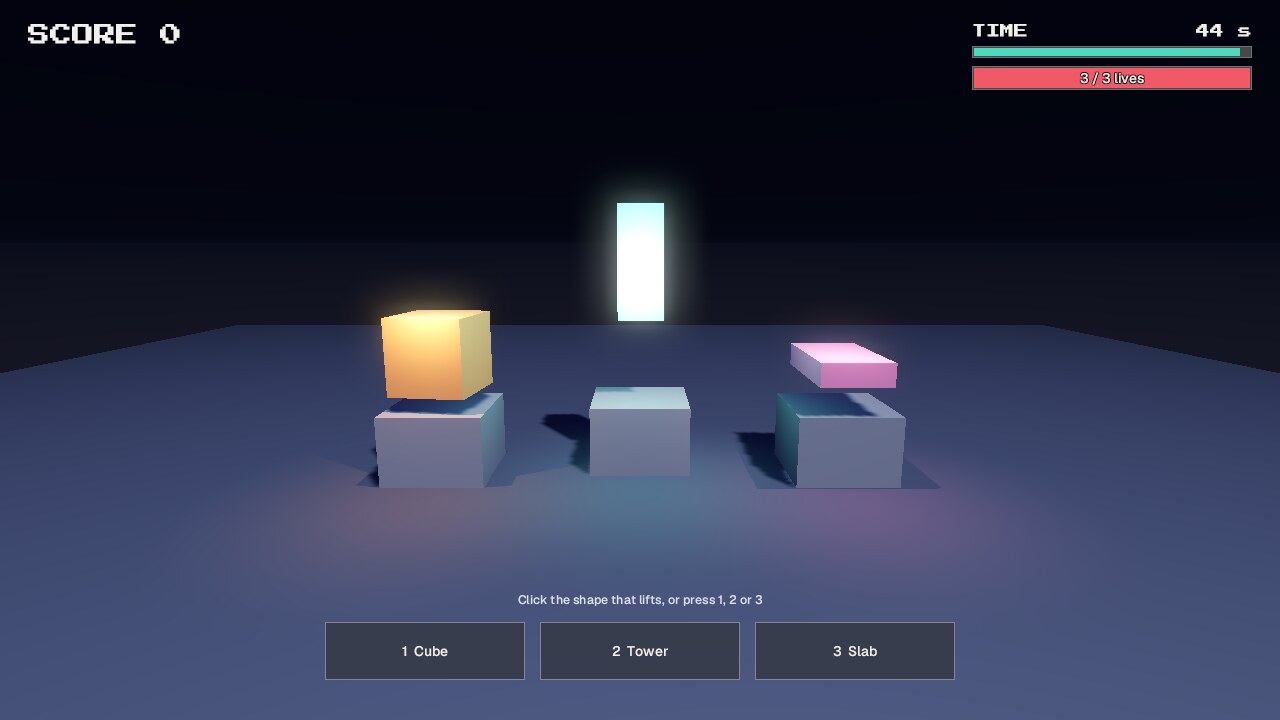 SCORE 0
TIME 44 s
3 / 3 lives
Click the shape that lifts, or press 1, 2 or 3
1 Cube
2 Tower
3 Slab